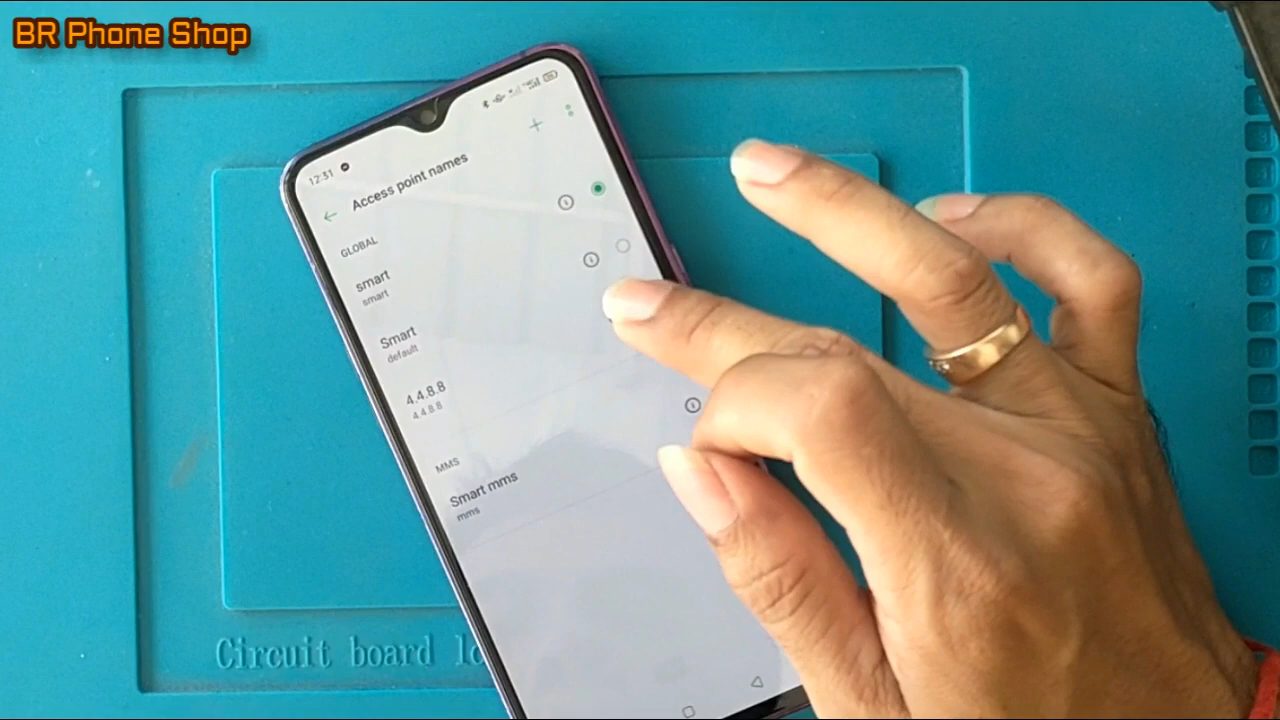 BR Phone Shop
12:31
Access point names
GLOBAL
smart
smart
Smart
default
4.4.8.8
4.4.8.8
MMS
Smart mms
mms
Circuit board